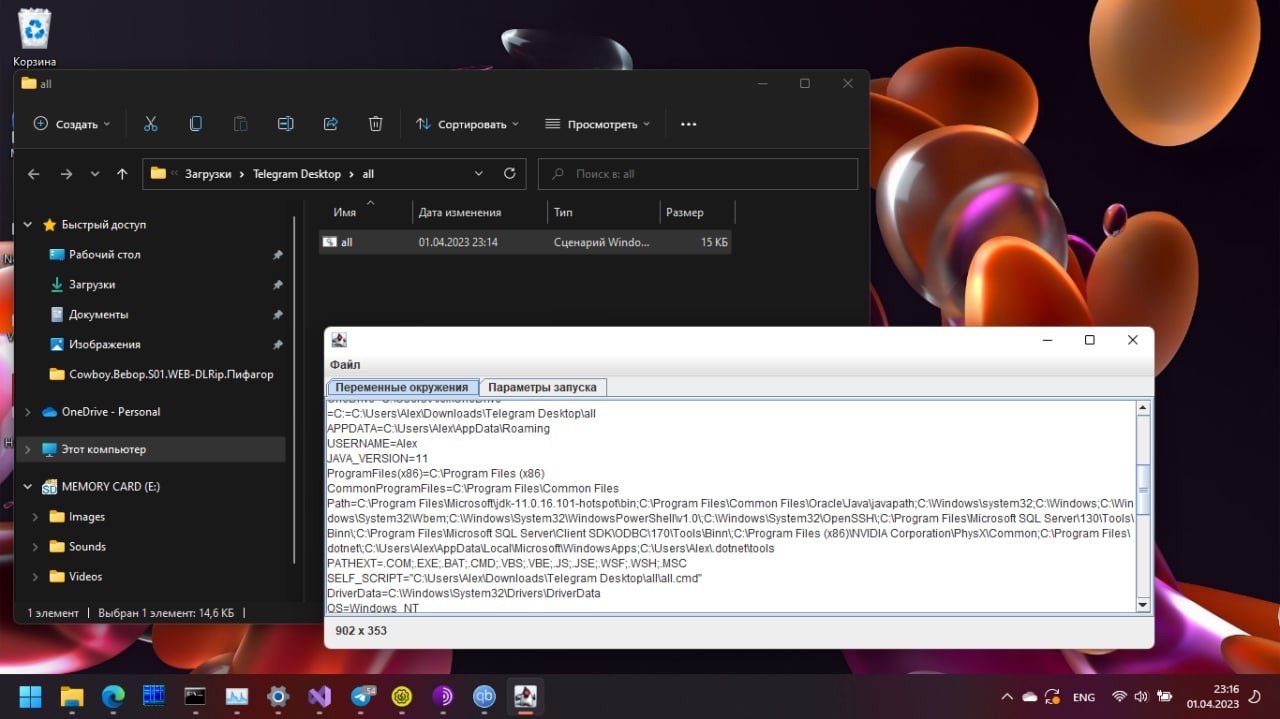 Корзина
all
Создать
Сортировать
Просмотреть
Загрузки
Telegram Desktop
all
Поиск в: all
Имя
Дата изменения
Тип
Размер
all
01.04.2023 23:14
Сценарий Windo...
15 КБ
Быстрый доступ
Рабочий стол
Загрузки
Документы
Изображения
Cowboy.Bebop.S01.WEB-DLRip.Пифагор
OneDrive - Personal
Этот компьютер
MEMORY CARD (E:)
Images
Sounds
Videos
1 элемент
Выбран 1 элемент: 14,6 КБ
Файл
Переменные окружения
Параметры запуска
=C:=C:\Users\Alex\Downloads\Telegram Desktop\all
APPDATA=C:\Users\Alex\AppData\Roaming
USERNAME=Alex
JAVA_VERSION=11
ProgramFiles(x86)=C:\Program Files (x86)
CommonProgramFiles=C:\Program Files\Common Files
Path=C:\Program Files\Microsoft\jdk-11.0.16.101-hotspot\bin;C:\Program Files\Common Files\Oracle\Java\javapath;C:\Windows\system32;C:\Windows;C:\Win
dows\System32\Wbem;C:\Windows\System32\WindowsPowerShell\v1.0\;C:\Windows\System32\OpenSSH\;C:\Program Files\Microsoft SQL Server\130\Tools\
Binn\;C:\Program Files\Microsoft SQL Server\Client SDK\ODBC\170\Tools\Binn\;C:\Program Files (x86)\NVIDIA Corporation\PhysX\Common;C:\Program Files\
dotnet\;C:\Users\Alex\AppData\Local\Microsoft\WindowsApps;C:\Users\Alex\.dotnet\tools
PATHEXT=.COM;.EXE;.BAT;.CMD;.VBS;.VBE;.JS;.JSE;.WSF;.WSH;.MSC
SELF_SCRIPT="C:\Users\Alex\Downloads\Telegram Desktop\all\all.cmd"
DriverData=C:\Windows\System32\Drivers\DriverData
OS=Windows_NT
902 x 353
54
qb
ENG
23:16
01.04.2023